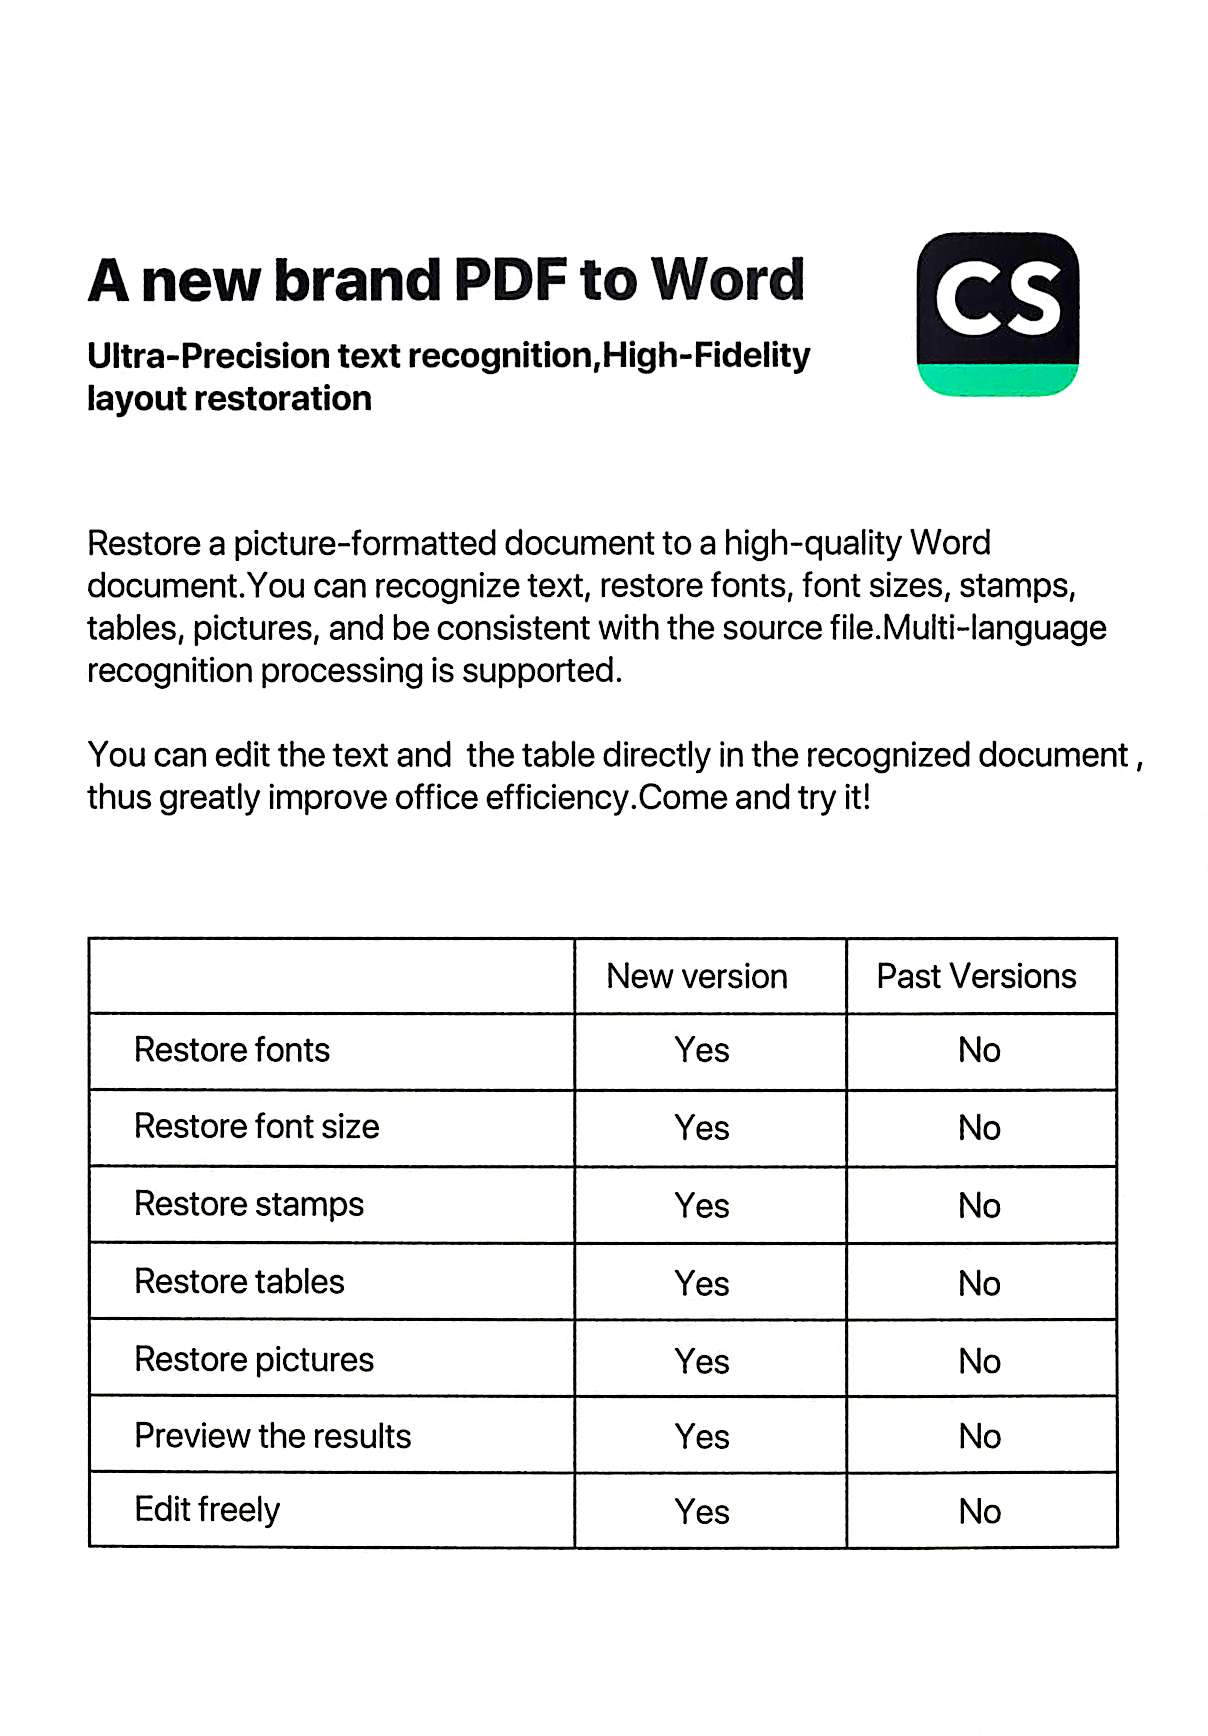 A new brand PDF to Word
CS
Ultra-Precision text recognition,High-Fidelity
layout restoration
Restore a picture-formatted document to a high-quality Word
document.You can recognize text, restore fonts, font sizes, stamps,
tables, pictures, and be consistent with the source file.Multi-language
recognition processing is supported.
You can edit the text and  the table directly in the recognized document ,
thus greatly improve office efficiency.Come and try it!
New version Past Versions
Restore fonts Yes No
Restore font size Yes No
Restore stamps Yes No
Restore tables Yes No
Restore pictures Yes No
Preview the results Yes No
Edit freely Yes No